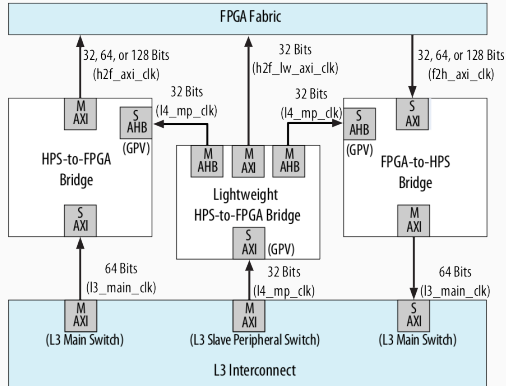 FPGA Fabric
32, 64, or 128 Bits
(h2f_axi_clk)
32 Bits
(h2f_lw_axi_clk)
32, 64, or 128 Bits
(f2h_axi_clk)
32 Bits
(l4_mp_clk)
32 Bits
(l4_mp_clk)
M
AXI
S
AHB
(GPV)
HPS-to-FPGA
Bridge
S
AXI
M
AHB
M
AXI
M
AHB
Lightweight
HPS-to-FPGA Bridge
S
AXI
(GPV)
S
AHB
(GPV)
S
AXI
FPGA-to-HPS
Bridge
M
AXI
64 Bits
(l3_main_clk)
32 Bits
(l4_mp_clk)
64 Bits
(l3_main_clk)
M
AXI
(L3 Main Switch)
M
AXI
(L3 Slave Peripheral Switch)
S
AXI
(L3 Main Switch)
L3 Interconnect